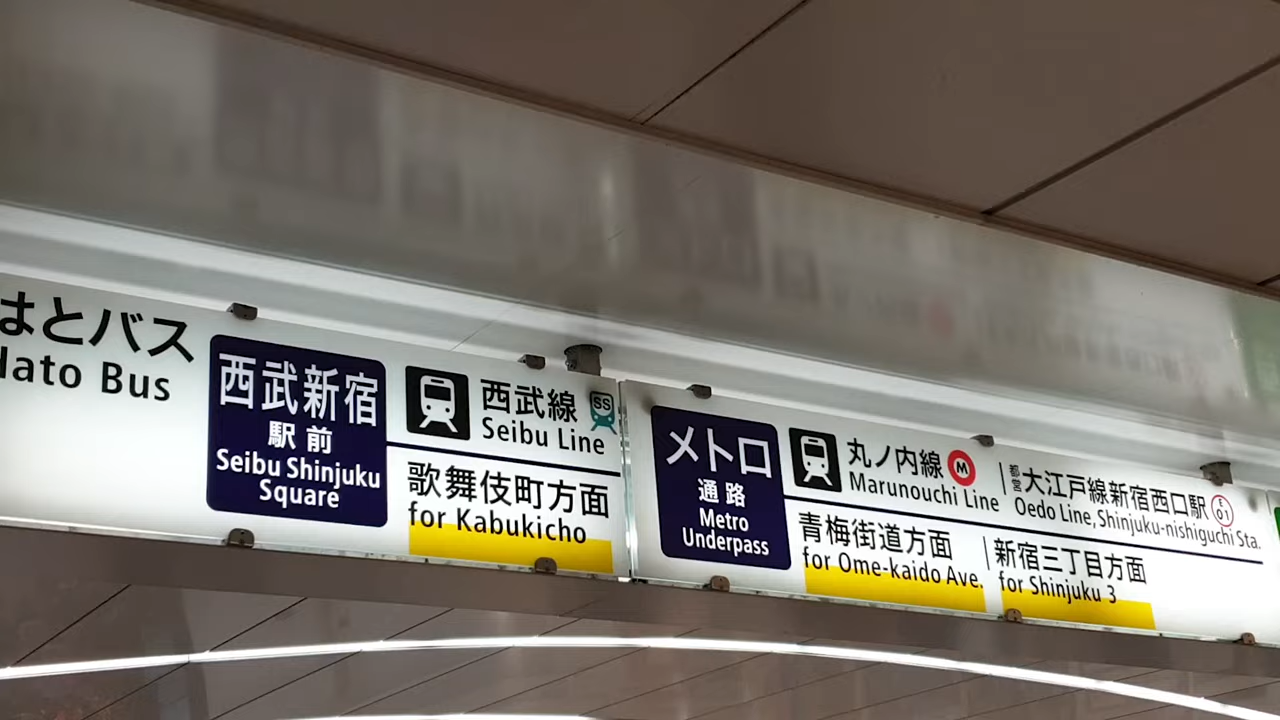 はとバス
Hato Bus
西武新宿
駅前
Seibu Shinjuku
Square
西武線 SS
Seibu Line
歌舞伎町方面
for Kabukicho
メトロ
通路
Metro
Underpass
丸ノ内線 M
Marunouchi Line
都営大江戸線新宿西口駅
Oedo Line, Shinjuku-nishiguchi Sta.
青梅街道方面
for Ome-kaido Ave.
新宿三丁目方面
for Shinjuku 3